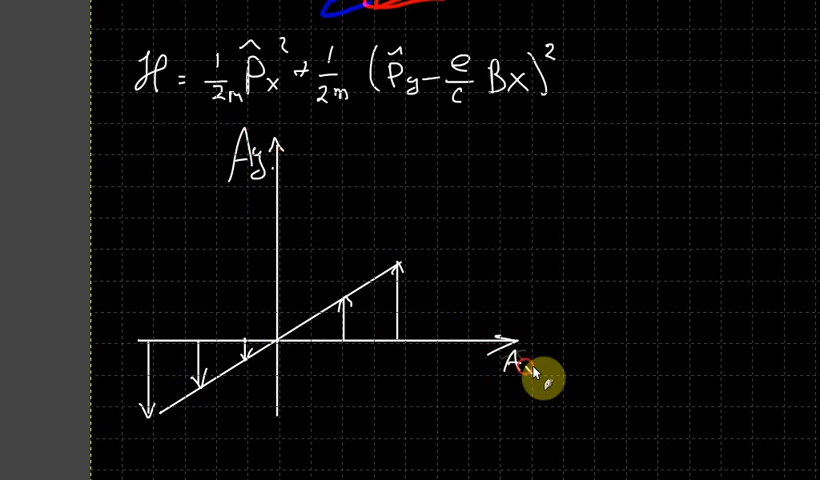 ℋ = 1/2m P̂x² + 1/2m (P̂y − e/c Bx)²
Ay
A